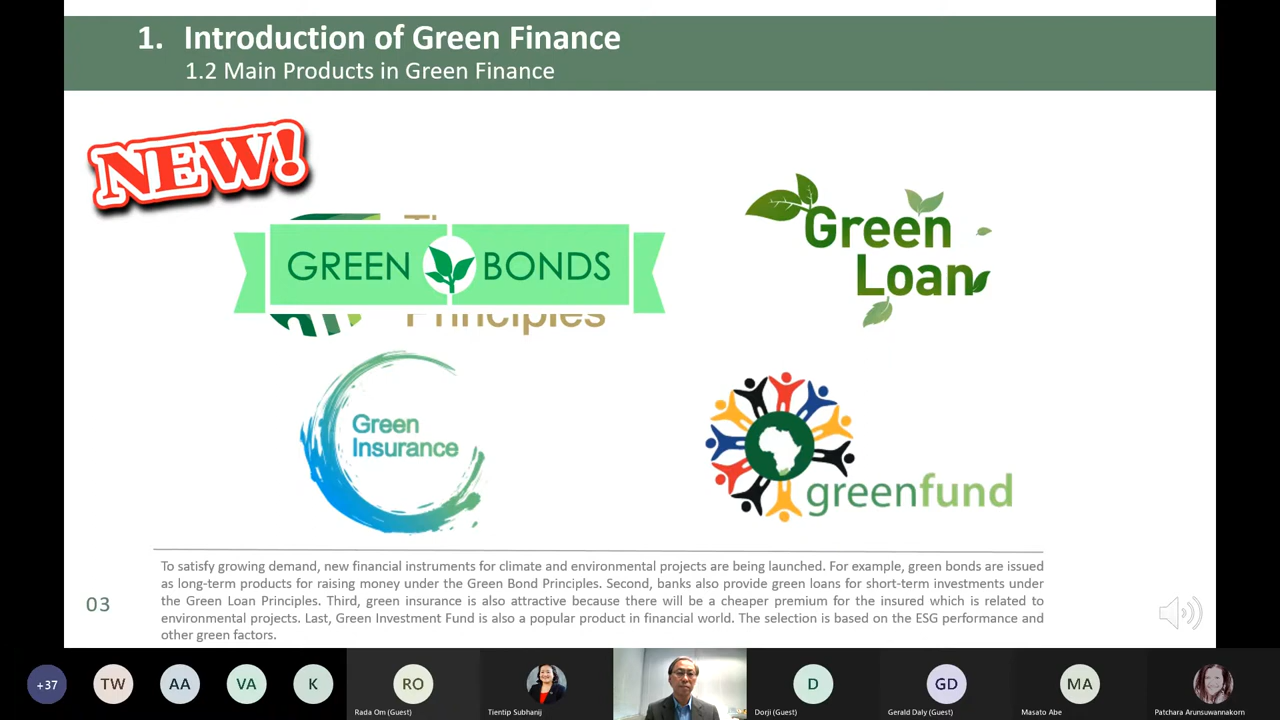 1. Introduction of Green Finance
1.2 Main Products in Green Finance
NEW!
GREEN BONDS
Principles
Green
Loan
Green
Insurance
greenfund
To satisfy growing demand, new financial instruments for climate and environmental projects are being launched. For example, green bonds are issued
as long-term products for raising money under the Green Bond Principles. Second, banks also provide green loans for short-term investments under
the Green Loan Principles. Third, green insurance is also attractive because there will be a cheaper premium for the insured which is related to
environmental projects. Last, Green Investment Fund is also a popular product in financial world. The selection is based on the ESG performance and
other green factors.
03
+37
TW
AA
VA
K
RO
D
GD
MA
Rada Om (Guest)
Tientip Subhanij
Dorji (Guest)
Gerald Daly (Guest)
Masato Abe
Patchara Arunsuwannakorn